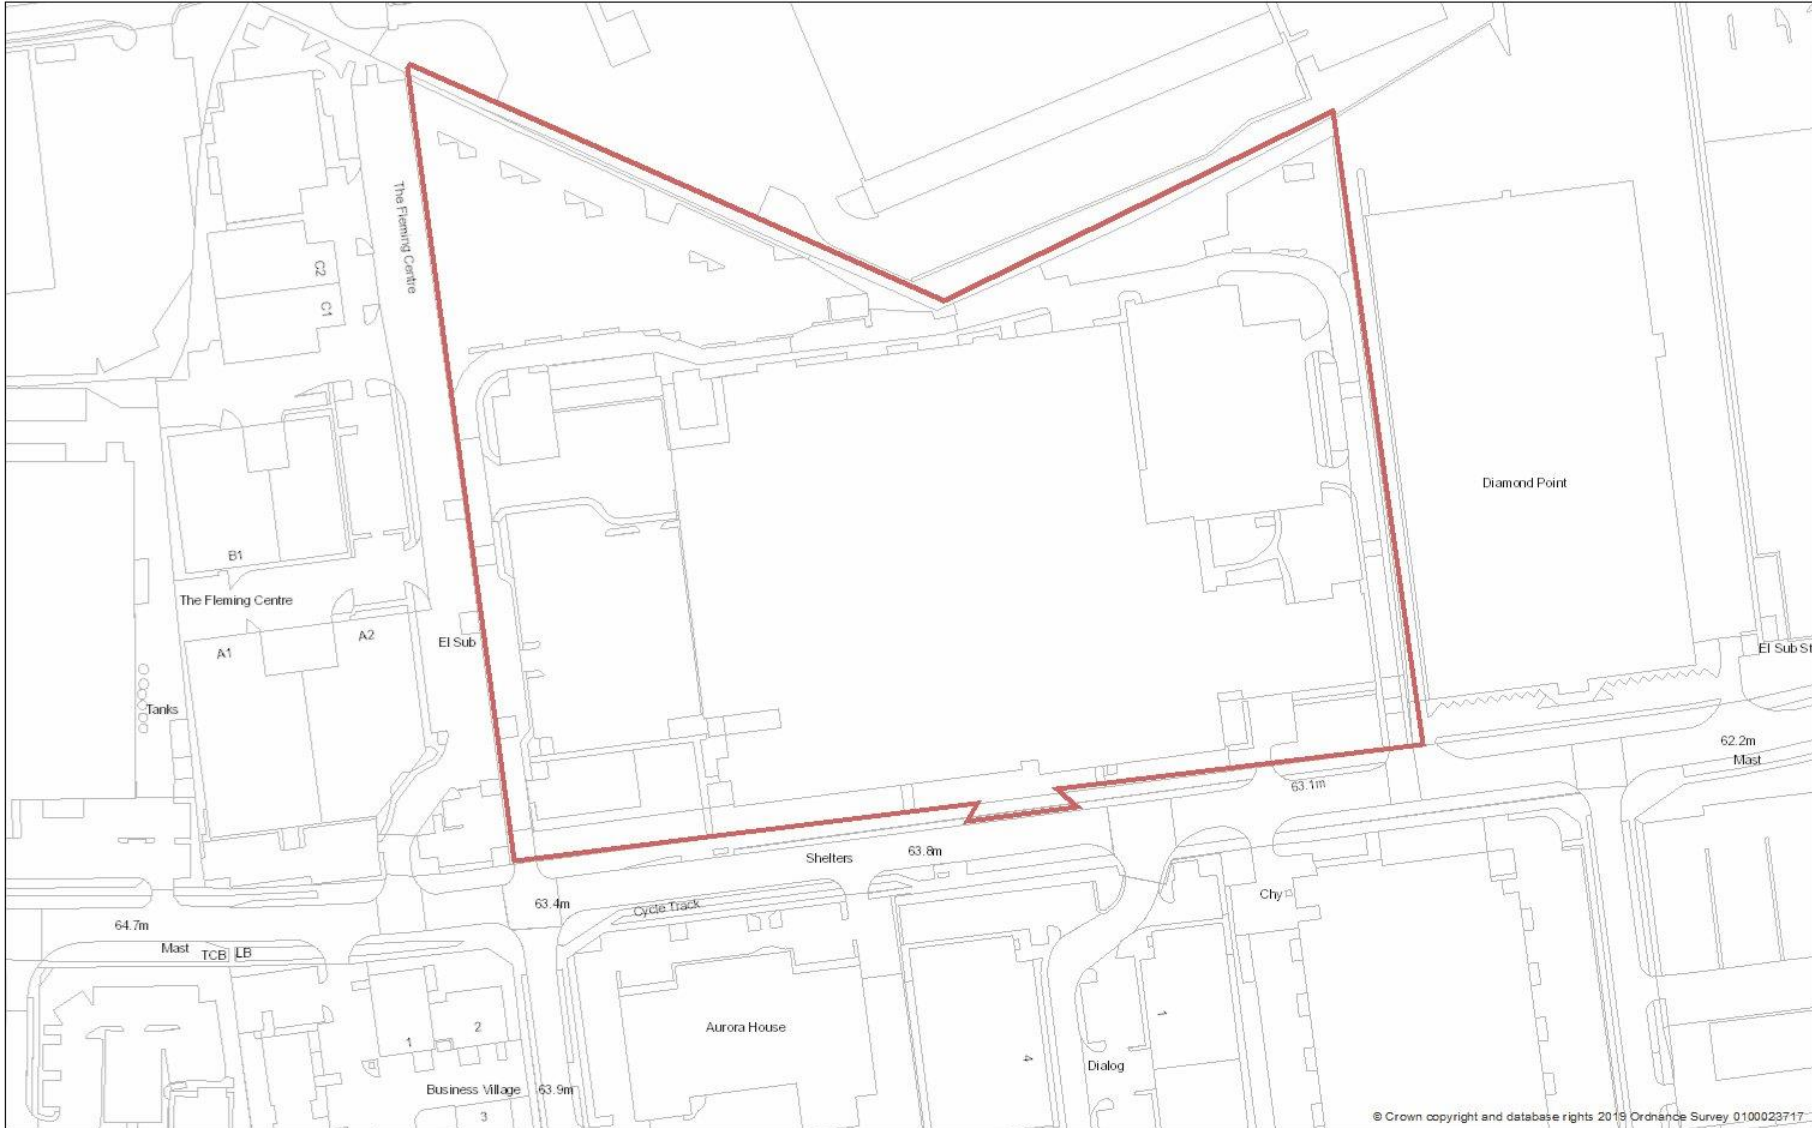 The Fleming Centre
C2
C1
Diamond Point
B1
The Fleming Centre
A2
A1
El Sub
El Sub St
Tanks
62.2m
Mast
63.1m
Shelters
63.8m
Chy
63.4m
Cycle Track
64.7m
Mast
TCB
LB
Aurora House
1
2
1
4
Dialog
Business Village
63.9m
3
© Crown copyright and database rights 2019 Ordnance Survey 0100023717